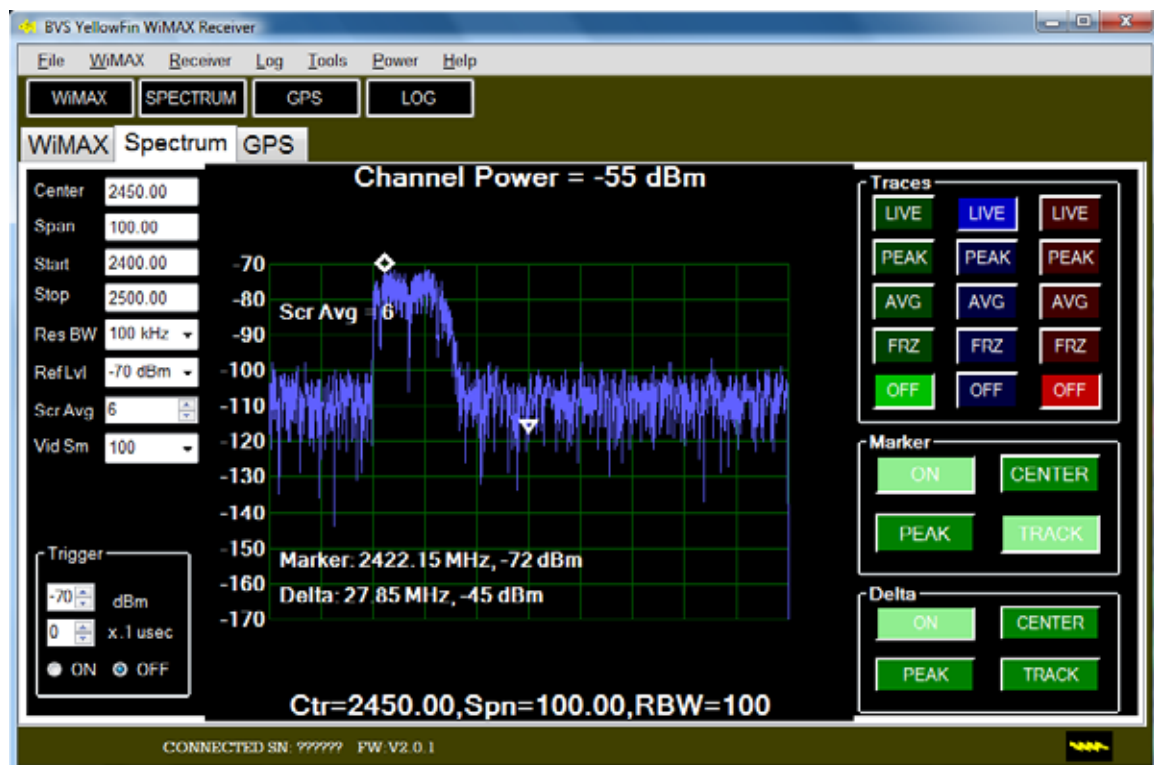 BVS YellowFin WiMAX Receiver
File WiMAX Receiver Log Tools Power Help
WiMAX SPECTRUM GPS LOG
WiMAX Spectrum GPS
Center 2450.00
Span 100.00
Start 2400.00
Stop 2500.00
Res BW 100 kHz
Ref Lvl -70 dBm
Scr Avg 6
Vid Sm 100
Trigger
-70 dBm
0 x .1 usec
ON OFF
Channel Power = -55 dBm
-70
-80
-90
-100
-110
-120
-130
-140
-150
-160
-170
Scr Avg = 6
Marker: 2422.15 MHz, -72 dBm
Delta: 27.85 MHz, -45 dBm
Ctr=2450.00,Spn=100.00,RBW=100
Traces
LIVE LIVE LIVE
PEAK PEAK PEAK
AVG AVG AVG
FRZ FRZ FRZ
OFF OFF OFF
Marker
ON CENTER
PEAK TRACK
Delta
ON CENTER
PEAK TRACK
CONNECTED SN: ?????? FW:V2.0.1